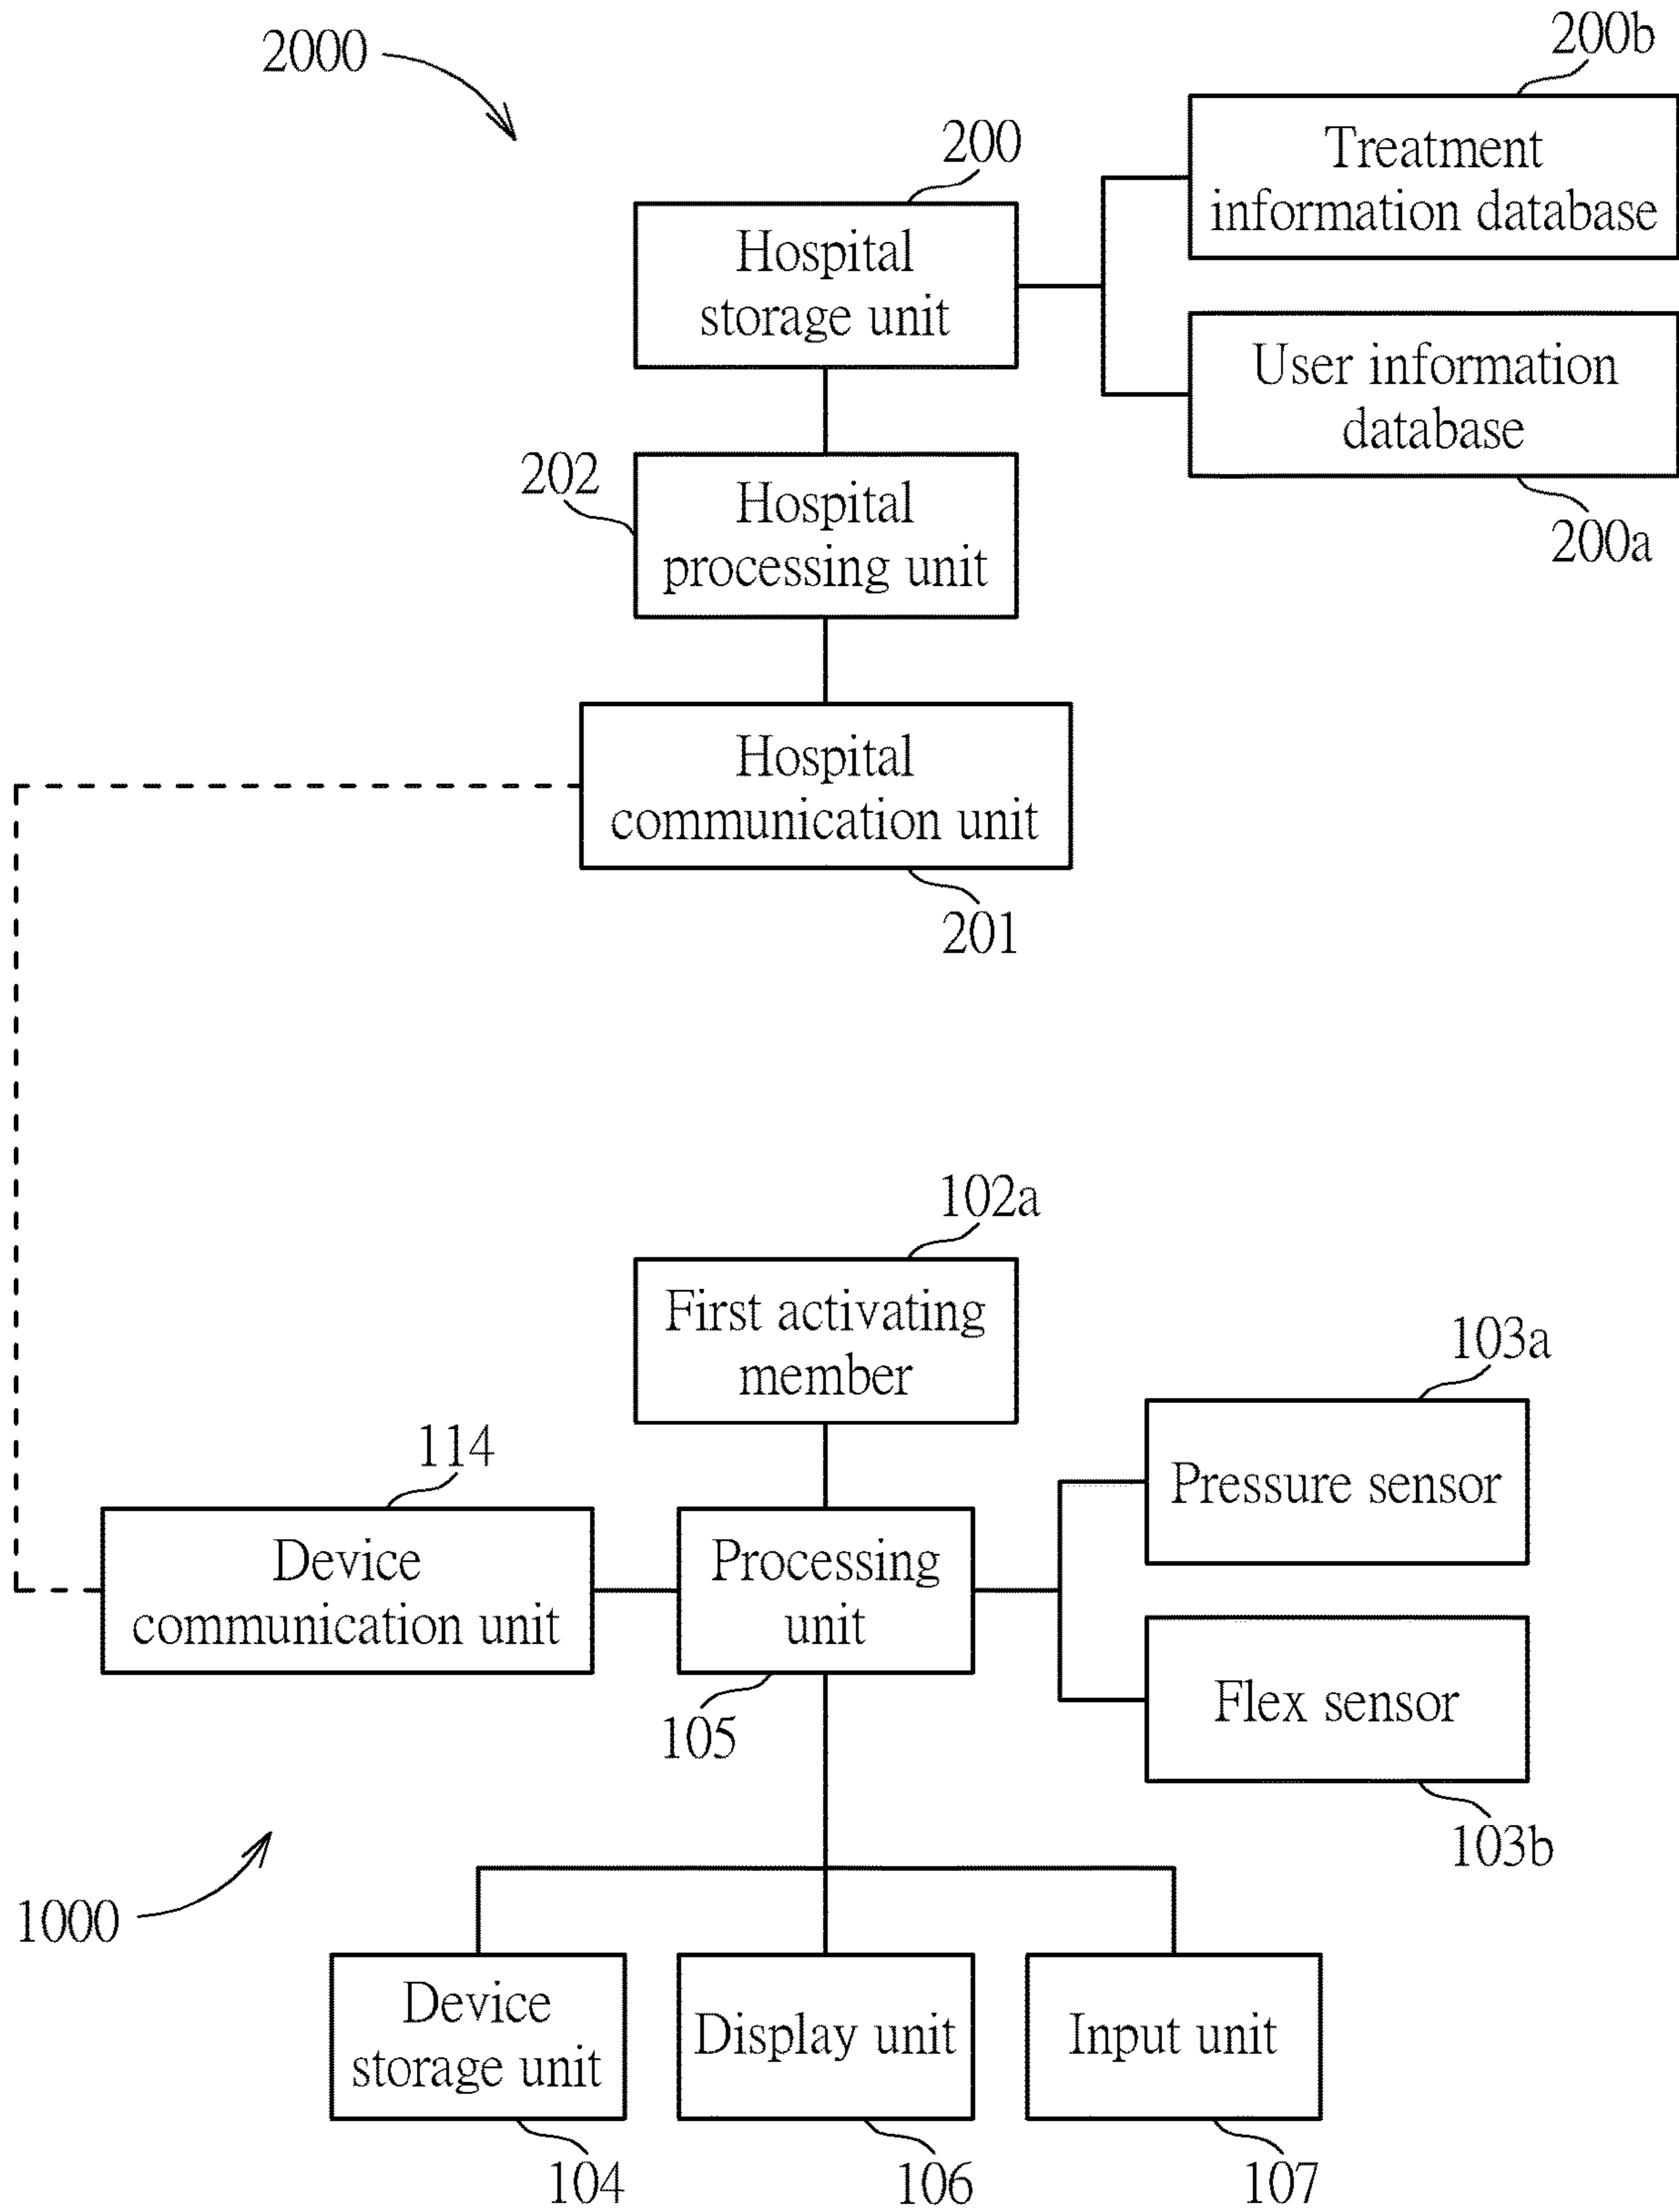 2000
200b
Treatment
information database
200
Hospital
storage unit
User information
database
200a
202
Hospital
processing unit
Hospital
communication unit
201
102a
First activating
member
103a
Pressure sensor
114
Device
communication unit
Processing
unit
105
Flex sensor
103b
1000
Device
storage unit
Display unit
Input unit
104
106
107